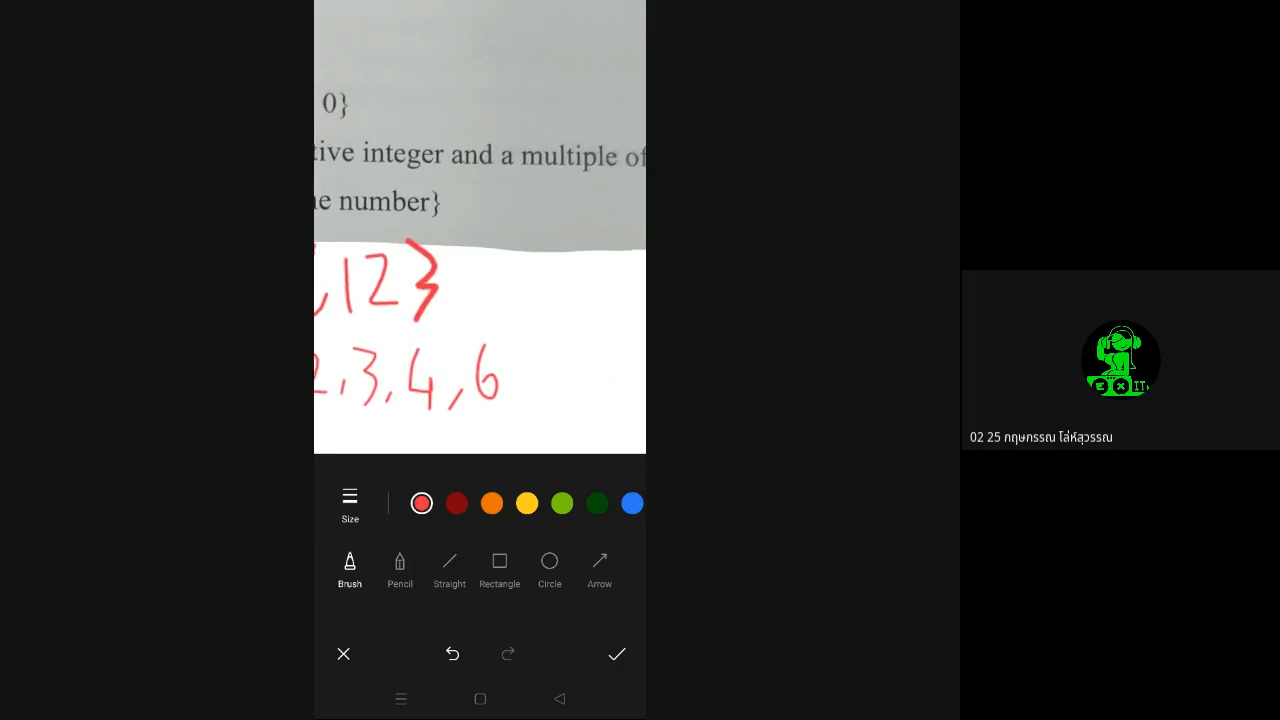 0}
tive integer and a multiple of
e number}
, 12}
2, 3, 4, 6
Size
Brush Pencil Straight Rectangle Circle Arrow
EXIT
02 25 กฤษกรรณ โล่ห์สุวรรณ